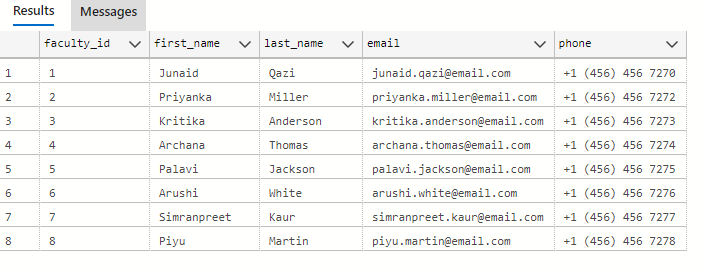 Results Messages
faculty_id first_name last_name email phone
1 1 Junaid Qazi junaid.qazi@email.com +1 (456) 456 7270
2 2 Priyanka Miller priyanka.miller@email.com +1 (456) 456 7272
3 3 Kritika Anderson kritika.anderson@email.com +1 (456) 456 7273
4 4 Archana Thomas archana.thomas@email.com +1 (456) 456 7274
5 5 Palavi Jackson palavi.jackson@email.com +1 (456) 456 7275
6 6 Arushi White arushi.white@email.com +1 (456) 456 7276
7 7 Simranpreet Kaur simranpreet.kaur@email.com +1 (456) 456 7277
8 8 Piyu Martin piyu.martin@email.com +1 (456) 456 7278